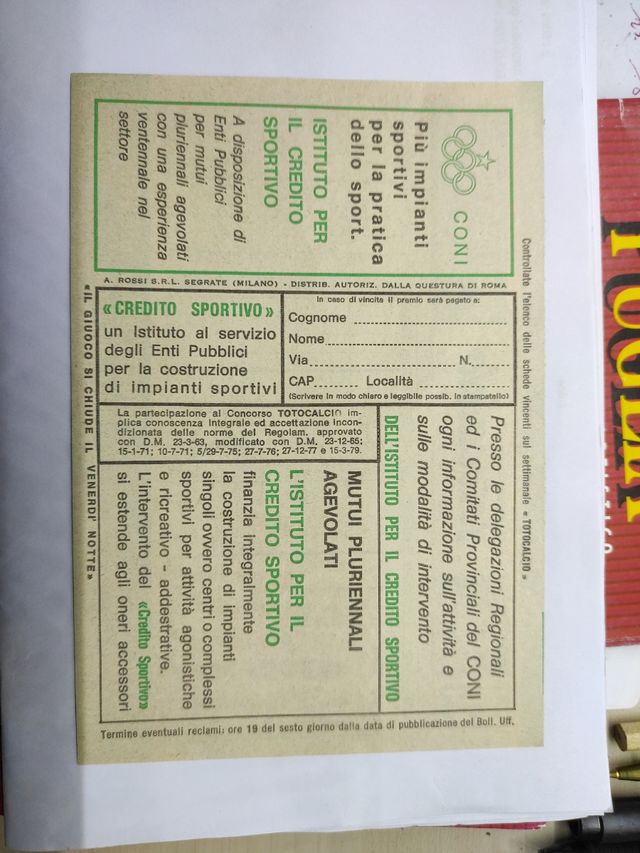 CONI
Più impianti
sportivi
per la pratica
dello sport.
ISTITUTO PER
IL CREDITO
SPORTIVO
A disposizione di
Enti Pubblici
per mutui
pluriennali agevolati
con una esperienza
ventennale nel
settore
Controllate l'elenco delle schede vincenti sul settimanale « TOTOCALCIO »
A. ROSSI S.R.L. SEGRATE (MILANO) - DISTRIB. AUTORIZ. DALLA QUESTURA DI ROMA
« CREDITO SPORTIVO »
un Istituto al servizio
degli Enti Pubblici
per la costruzione
di impianti sportivi
In caso di vincita il premio sarà pagato a:
Cognome
Nome
Via N.
CAP Località
(Scrivere in modo chiaro e leggibile possib. in stampatello)
La partecipazione al Concorso TOTOCALCIO im-
plica conoscenza integrale ed accettazione incon-
dizionata delle norme del Regolam. approvato
con D.M. 23-3-63, modificato con D.M. 23-12-65;
15-1-71; 10-7-71; 5/29-7-75; 27-7-76; 27-12-77 e 15-3-79.
Presso le delegazioni Regionali
ed i Comitati Provinciali del CONI
ogni informazione sull'attività e
sulle modalità di intervento
DELL'ISTITUTO PER IL CREDITO SPORTIVO
MUTUI PLURIENNALI
AGEVOLATI
L'ISTITUTO PER IL
CREDITO SPORTIVO
finanzia integralmente
la costruzione di impianti
singoli ovvero centri o complessi
sportivi per attività agonistiche
e ricreativo - addestrative.
L'intervento del «Credito Sportivo»
si estende agli oneri accessori
«IL GIUOCO SI CHIUDE IL VENERDI' NOTTE»
Termine eventuali reclami: ore 19 del sesto giorno dalla data di pubblicazione del Boll. Uff.